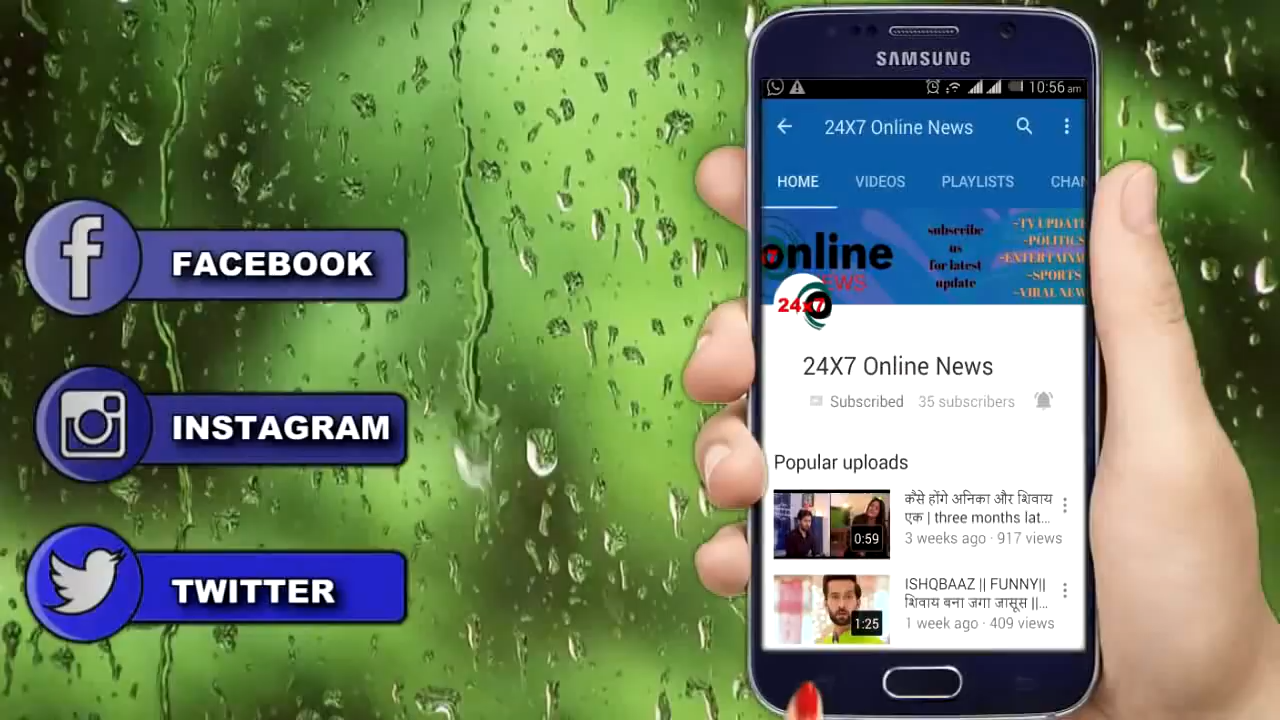 FACEBOOK
INSTAGRAM
TWITTER
SAMSUNG
10:56 am
24X7 Online News
HOME VIDEOS PLAYLISTS CHAN
online
NEWS
subscribe
us
for latest
update
~TV UPDATE
~POLITICS
~ENTERTAINM
~SPORTS
~VIRAL NEW
24x7
24X7 Online News
Subscribed 35 subscribers
Popular uploads
0:59
कैसे होंगे अनिका और शिवाय
एक | three months lat...
3 weeks ago · 917 views
1:25
ISHQBAAZ || FUNNY||
शिवाय बना जगा जासूस ||...
1 week ago · 409 views